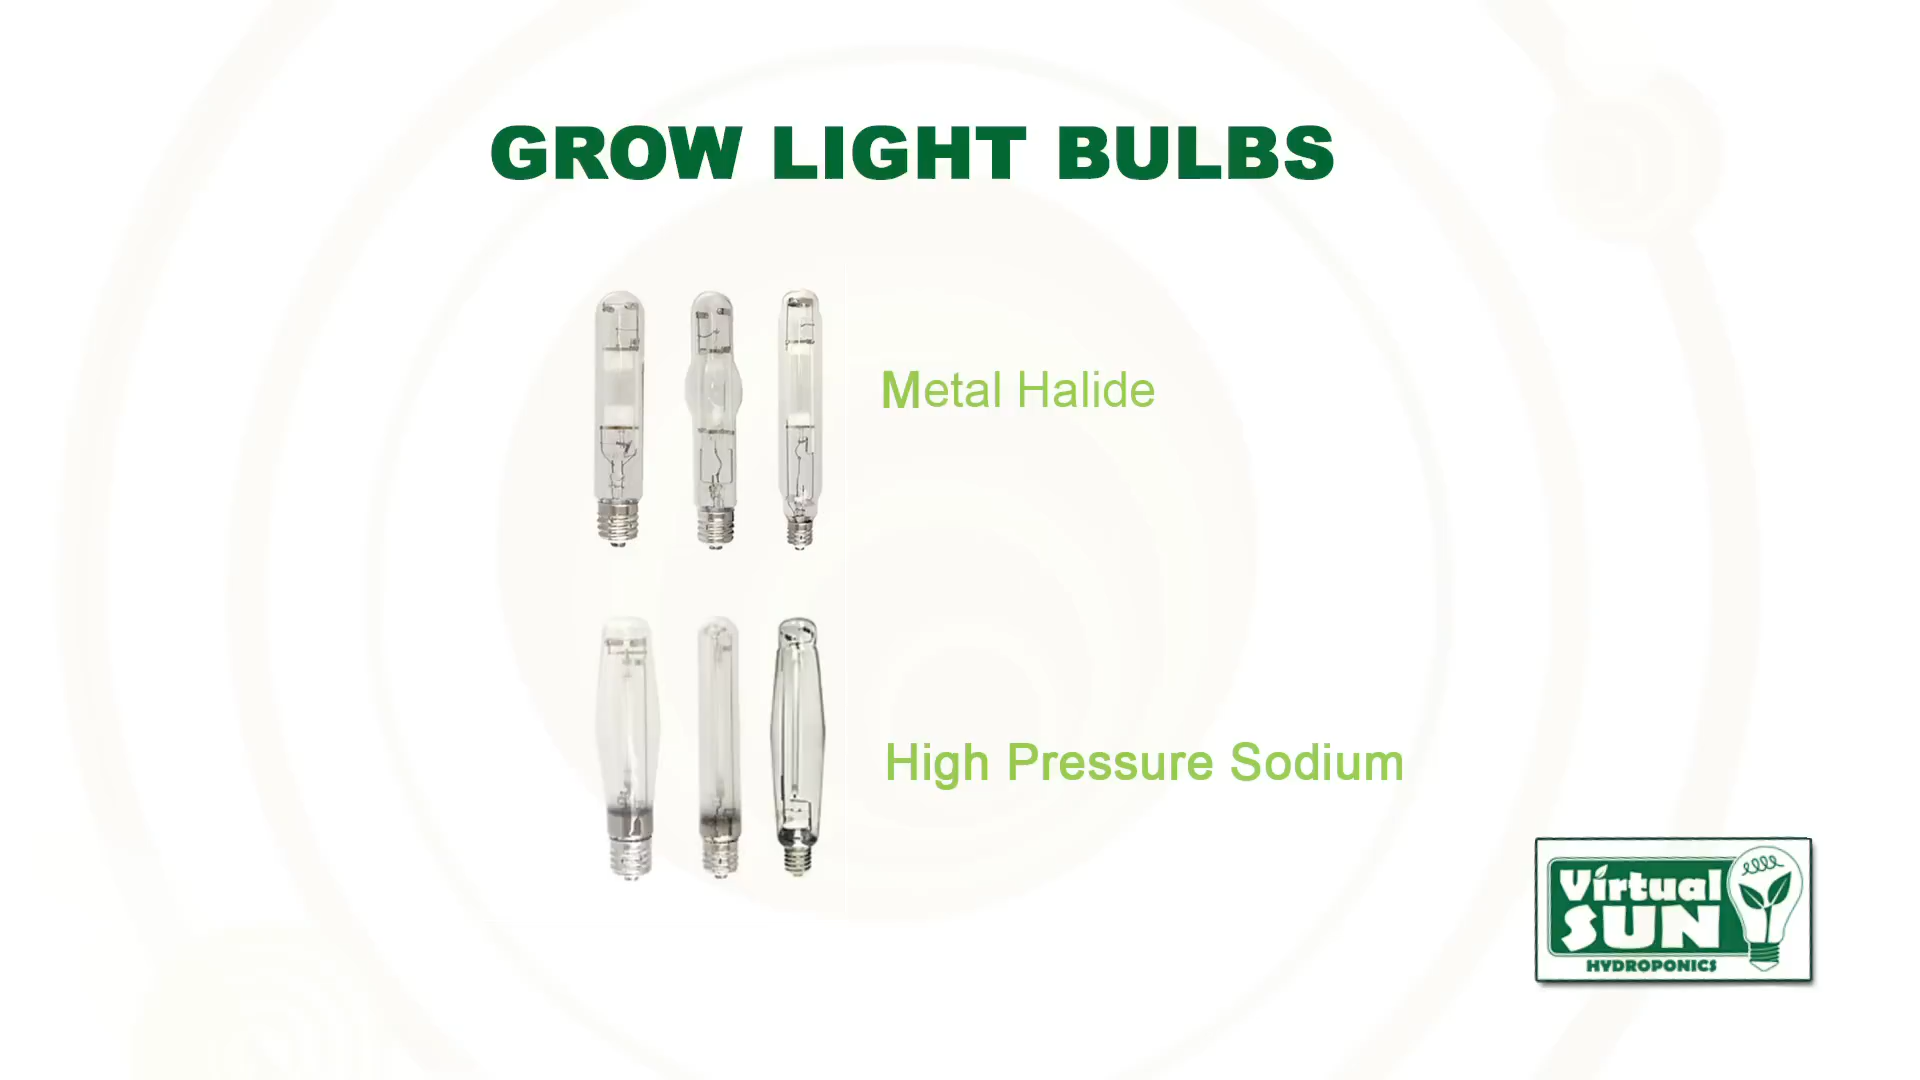 GROW LIGHT BULBS
Metal Halide
High Pressure Sodium
Virtual
SUN
HYDROPONICS